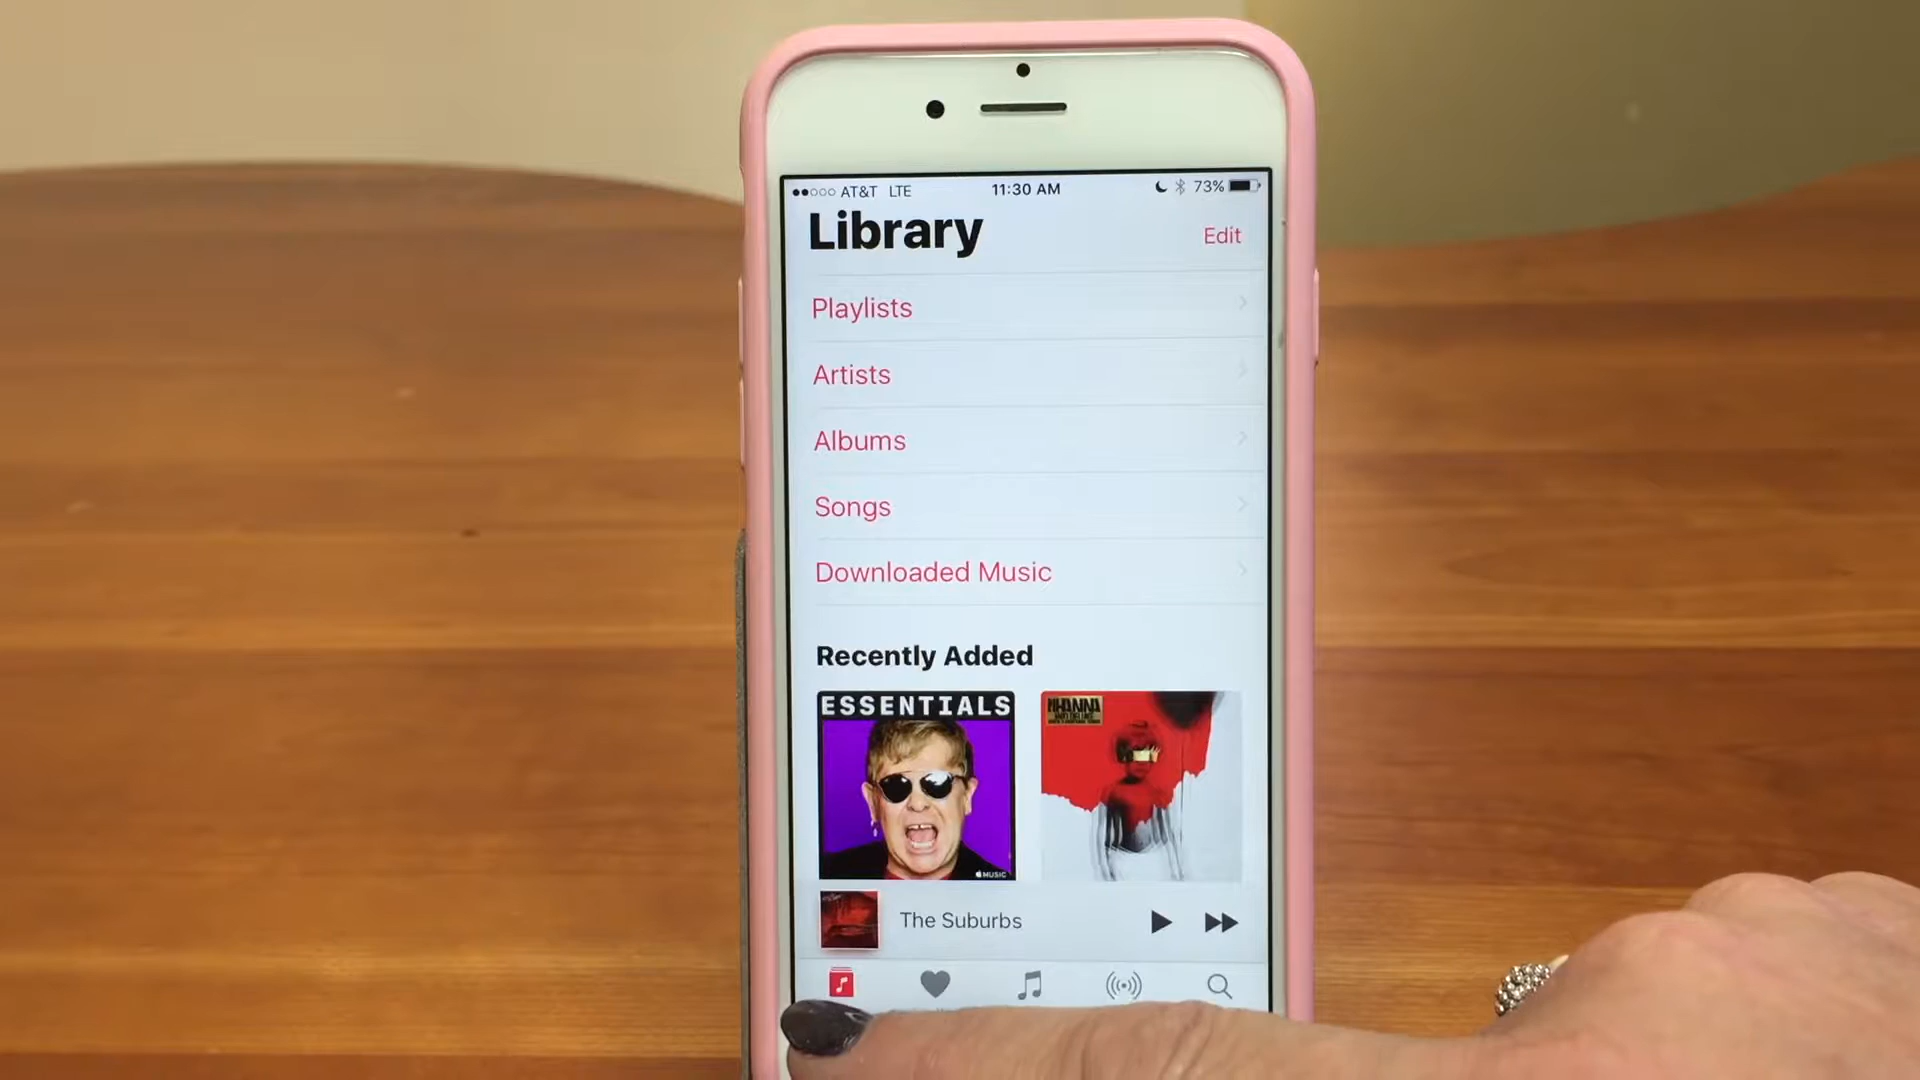 AT&T LTE 11:30 AM 73%
Library
Edit
Playlists
Artists
Albums
Songs
Downloaded Music
Recently Added
ESSENTIALS
MUSIC
The Suburbs